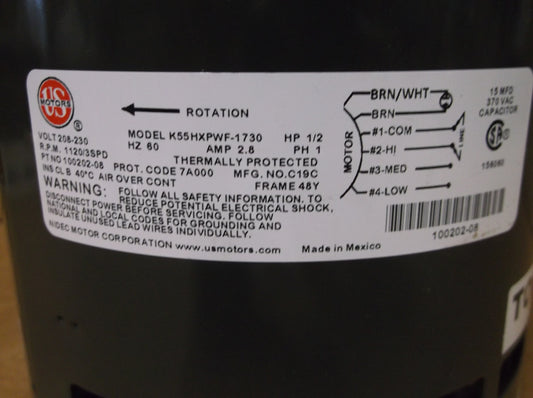 US
MOTORS
®
ROTATION
VOLT. 208-230 MODEL K55HXPWF-1730 HP 1/2
R.P.M. 1120/3SPD HZ 60 AMP 2.8 PH 1
PT NO 100202-08 THERMALLY PROTECTED
INS CL B 40°C AIR OVER CONT PROT. CODE 7A000 MFG. NO. C19C
FRAME 48Y
WARNING: FOLLOW ALL SAFETY INFORMATION. TO
REDUCE POTENTIAL ELECTRICAL SHOCK,
DISCONNECT POWER BEFORE SERVICING. FOLLOW
NATIONAL AND LOCAL CODES FOR GROUNDING AND
INSULATE UNUSED LEAD WIRES INDIVIDUALLY.
NIDEC MOTOR CORPORATION www.usmotors.com Made in Mexico
MOTOR
BRN/WHT
BRN
#1-COM
#2-HI
#3-MED
#4-LOW
LINE
15 MFD
370 VAC
CAPACITOR
100202-08